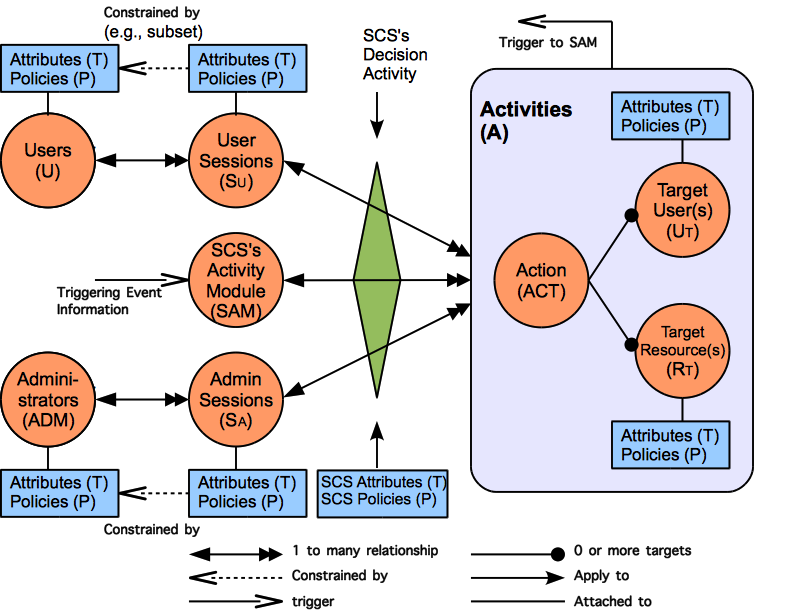 Constrained by
(e.g., subset)
Attributes (T)
Policies (P)
Attributes (T)
Policies (P)
SCS's
Decision
Activity
Trigger to SAM
Users
(U)
User
Sessions
(SU)
Activities
(A)
Attributes (T)
Policies (P)
Target
User(s)
(UT)
SCS's
Activity
Module
(SAM)
Triggering Event
Information
Action
(ACT)
Target
Resource(s)
(RT)
Attributes (T)
Policies (P)
Admini-
strators
(ADM)
Admin
Sessions
(SA)
Attributes (T)
Policies (P)
Attributes (T)
Policies (P)
SCS Attributes (T)
SCS Policies (P)
Constrained by
1 to many relationship
0 or more targets
Constrained by
Apply to
trigger
Attached to